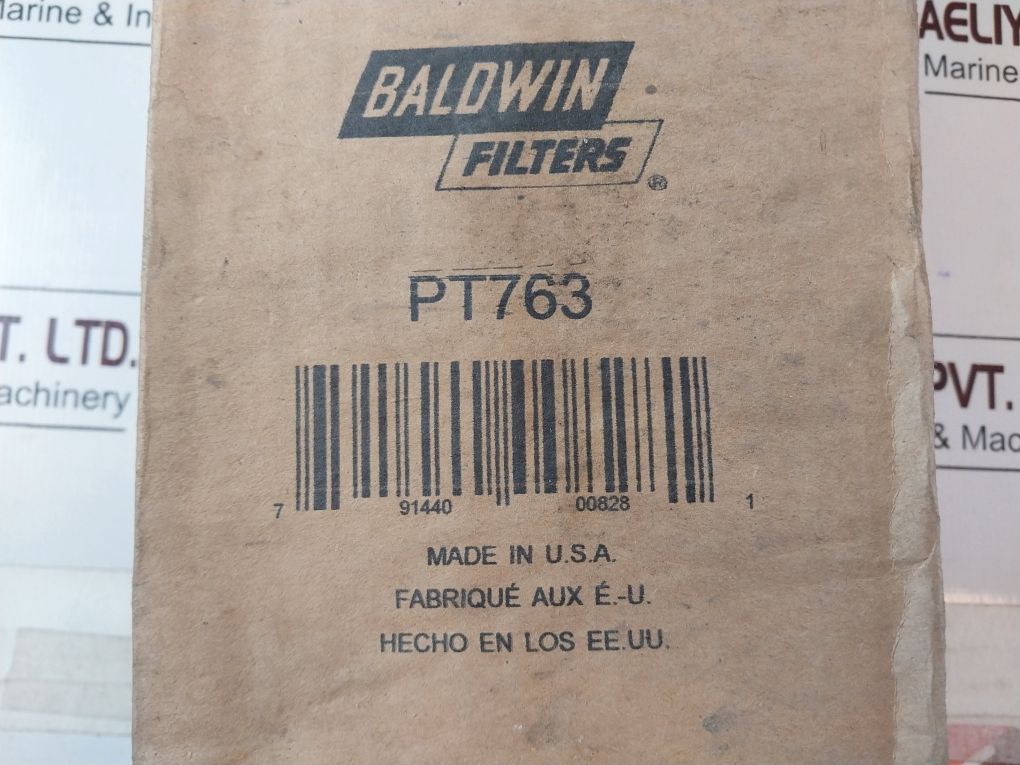 BALDWIN
FILTERS ®
PT763
7 91440 00828 1
MADE IN U.S.A.
FABRIQUÉ AUX É.-U.
HECHO EN LOS EE.UU.
Marine & In
T. LTD.
achinery
AELIY
Marine
PVT.
& Mac